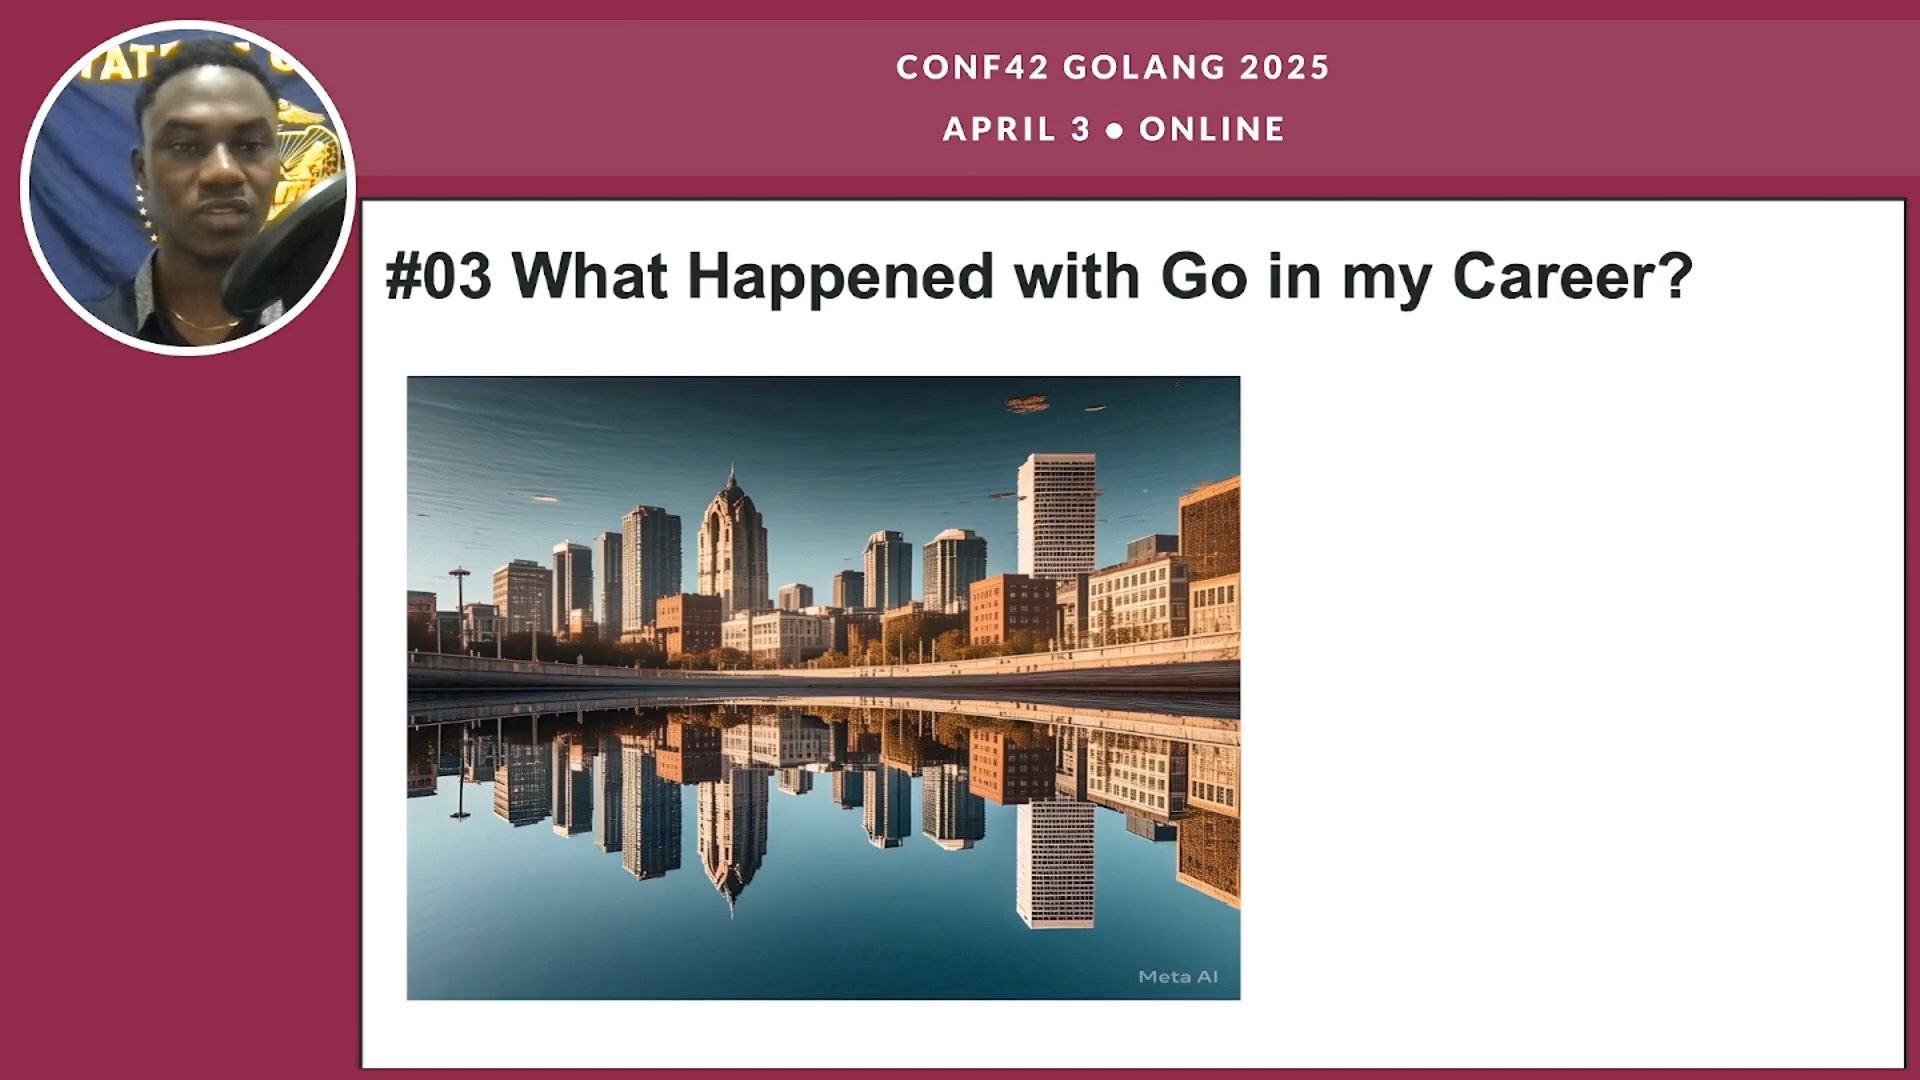 CONF42 GOLANG 2025
APRIL 3 ● ONLINE
#03 What Happened with Go in my Career?
Meta AI